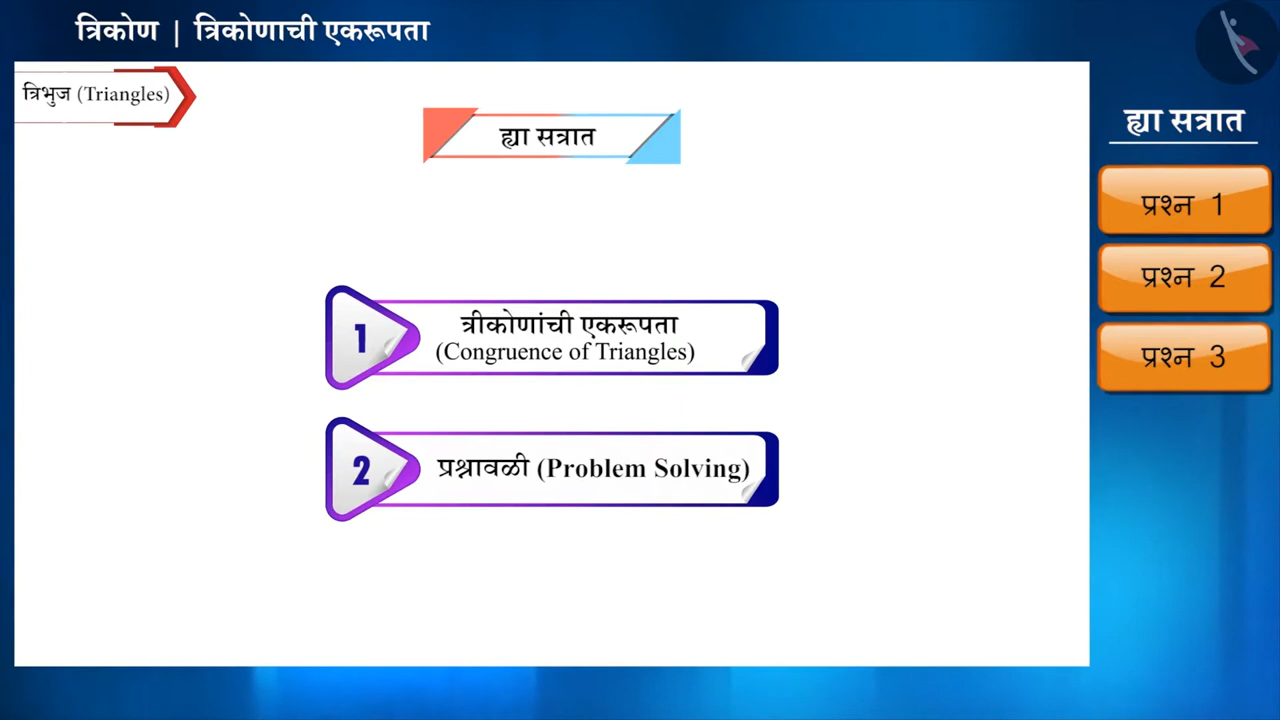 त्रिकोण | त्रिकोणाची एकरूपता
त्रिभुज (Triangles)
ह्या सत्रात
1
त्रीकोणांची एकरूपता
(Congruence of Triangles)
2
प्रश्नावळी (Problem Solving)
ह्या सत्रात
प्रश्न 1
प्रश्न 2
प्रश्न 3